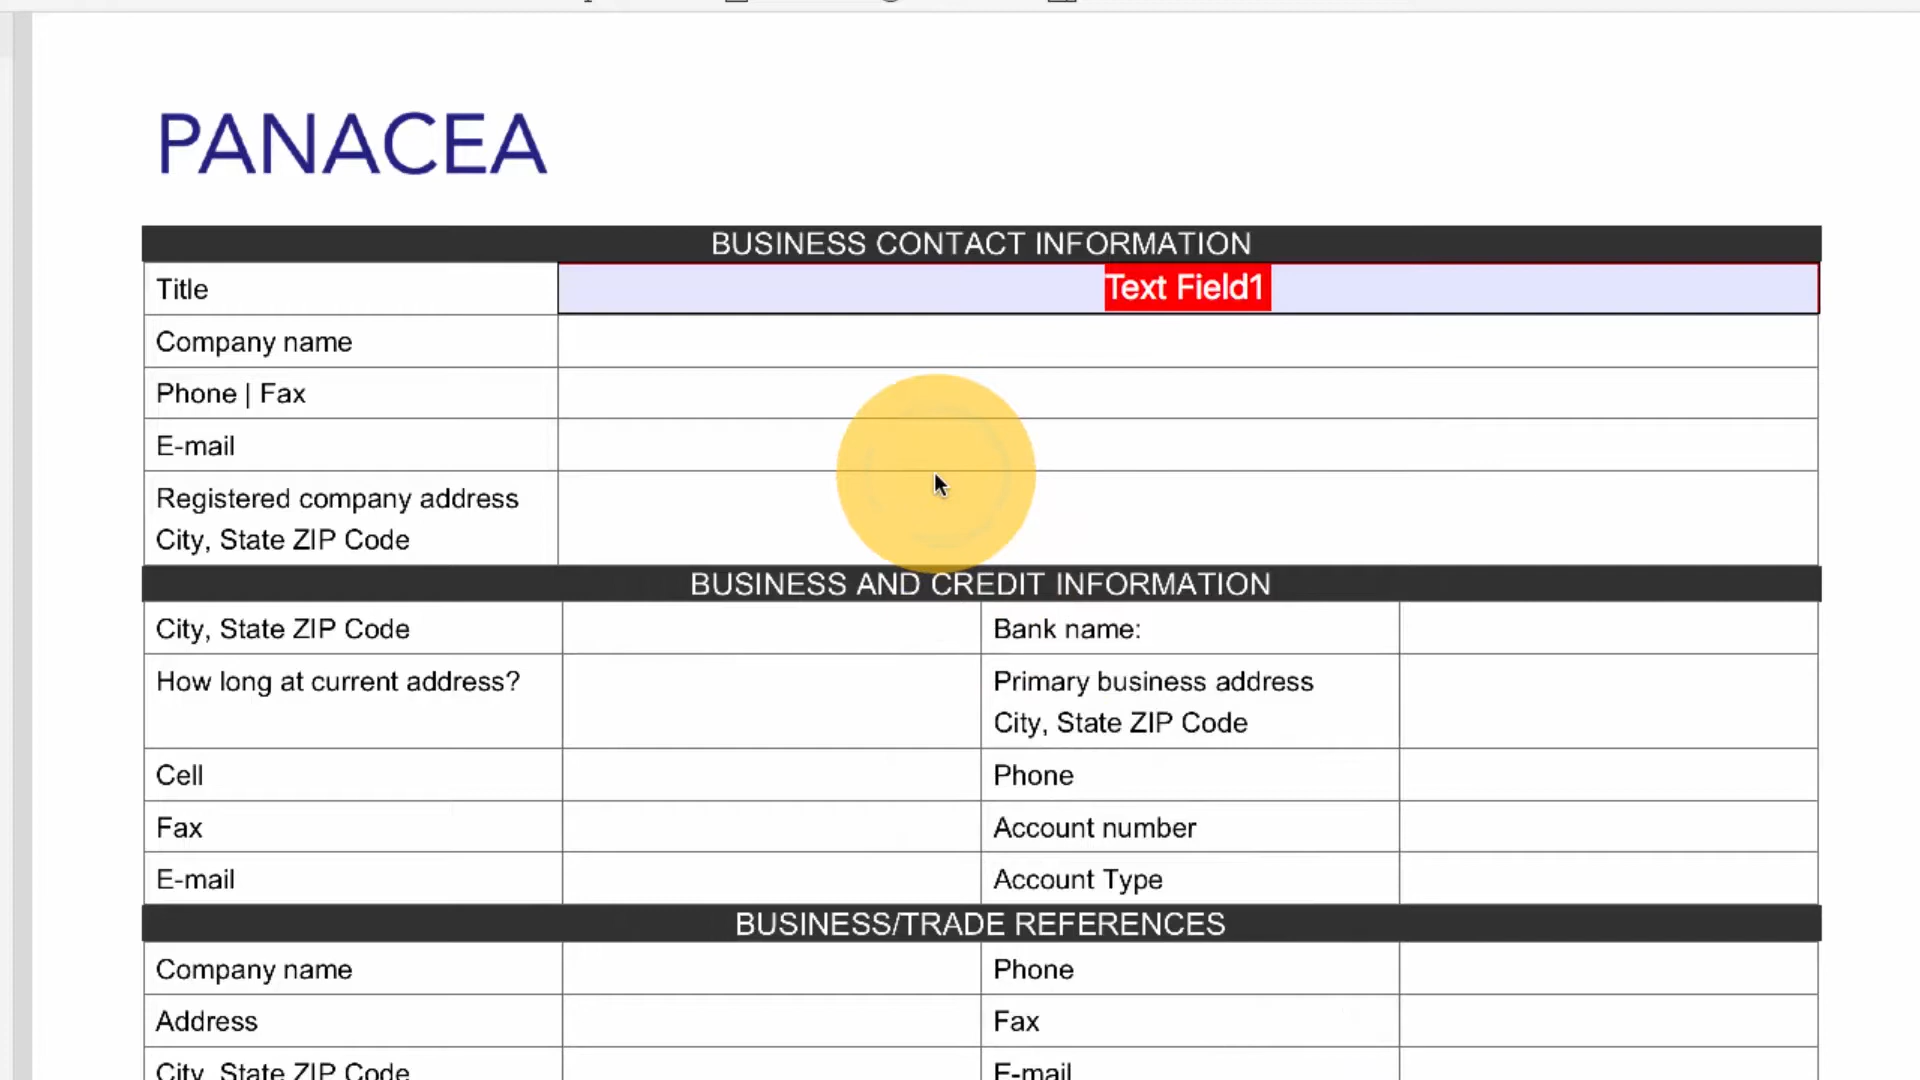 PANACEA
BUSINESS CONTACT INFORMATION
Title Text Field1
Company name
Phone | Fax
E-mail
Registered company address
City, State ZIP Code
BUSINESS AND CREDIT INFORMATION
City, State ZIP Code Bank name:
How long at current address? Primary business address
City, State ZIP Code
Cell Phone
Fax Account number
E-mail Account Type
BUSINESS/TRADE REFERENCES
Company name Phone
Address Fax
City, State ZIP Code E-mail